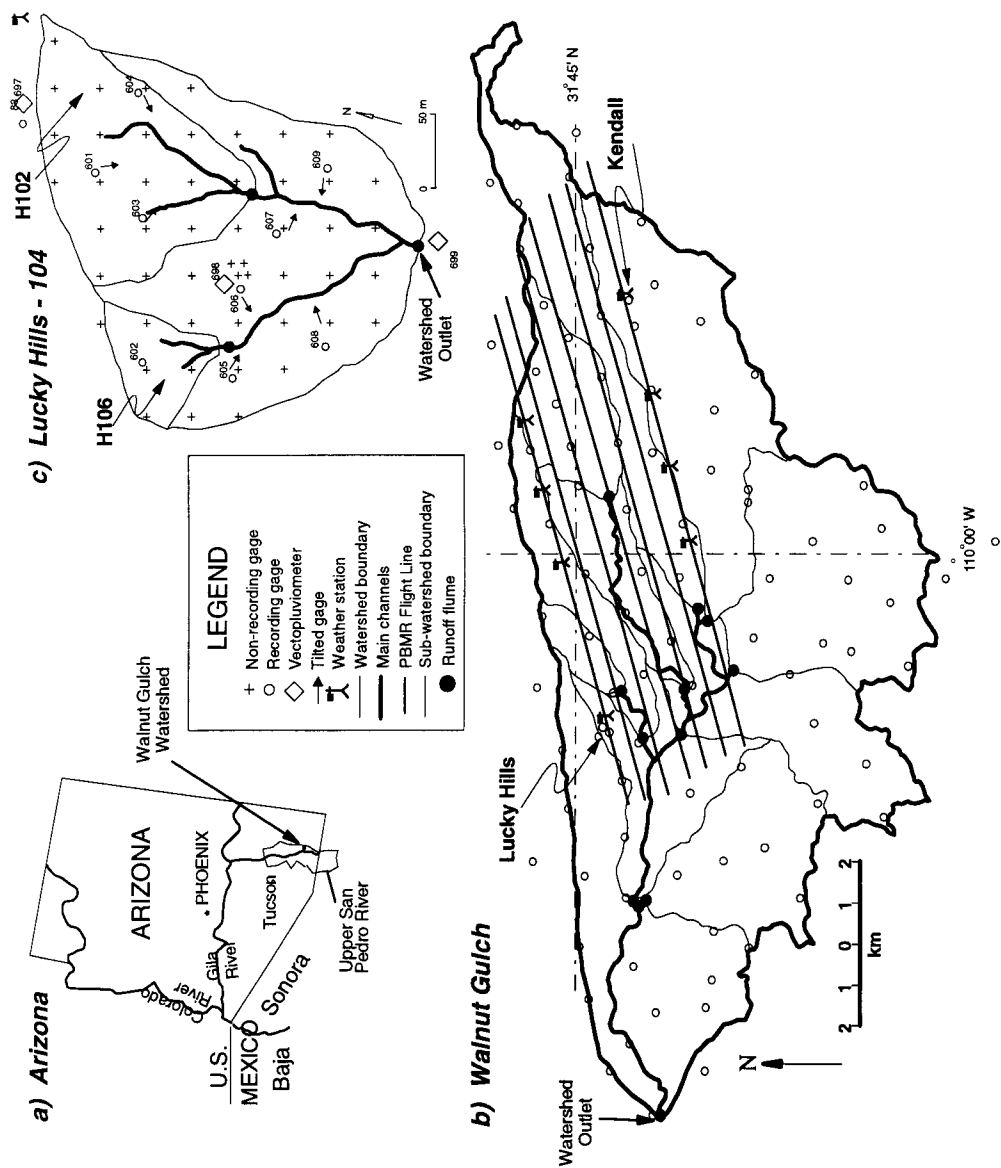 a) Arizona
ARIZONA
PHOENIX
Tucson
Gila
River
Colorado
River
U.S.
MEXICO
Baja
Sonora
Upper San
Pedro River
Walnut Gulch
Watershed
LEGEND
Non-recording gage
Recording gage
Vectopluviometer
Tilted gage
Weather station
Watershed boundary
Main channels
PBMR Flight Line
Sub-watershed boundary
Runoff flume
c) Lucky Hills - 104
H106
H102
602
605
606
698
603
601
604
607
608
609
699
697
N
0
50 m
Watershed
Outlet
b) Walnut Gulch
Watershed
Outlet
Lucky Hills
Kendall
31° 45' N
110°00' W
N
2
1
0
1
2
km